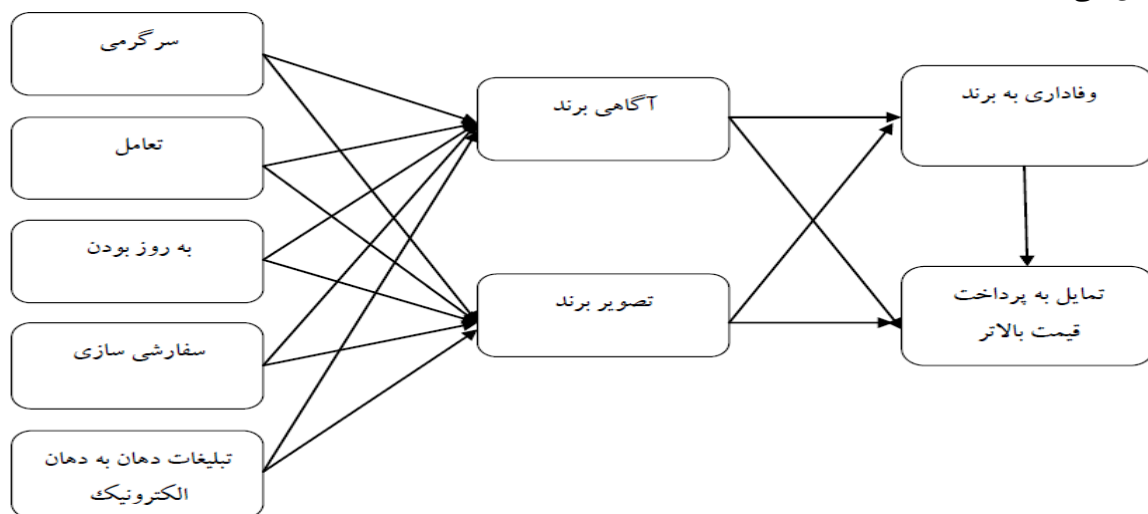 سرگرمی
تعامل
به روز بودن
سفارشی سازی
تبلیغات دهان به دهان
الکترونیک
آگاهی برند
تصویر برند
وفاداری به برند
تمایل به پرداخت
قیمت بالاتر